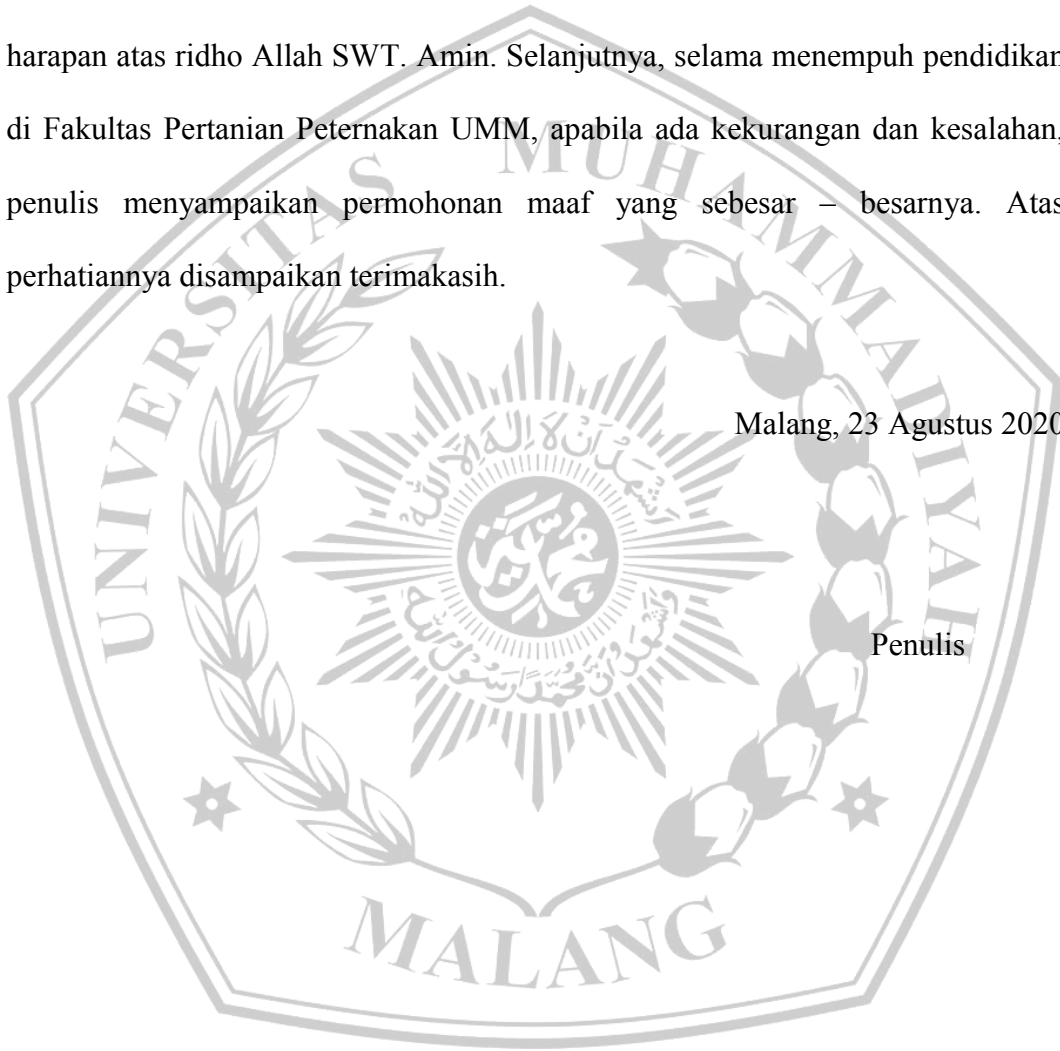 harapan atas ridho Allah SWT. Amin. Selanjutnya, selama menempuh pendidikan
di Fakultas Pertanian Peternakan UMM, apabila ada kekurangan dan kesalahan,
penulis menyampaikan permohonan maaf yang sebesar – besarnya. Atas
perhatiannya disampaikan terimakasih.
Malang, 23 Agustus 2020
Penulis
UNIVERSITAS MUHAMMADIYAH
MALANG